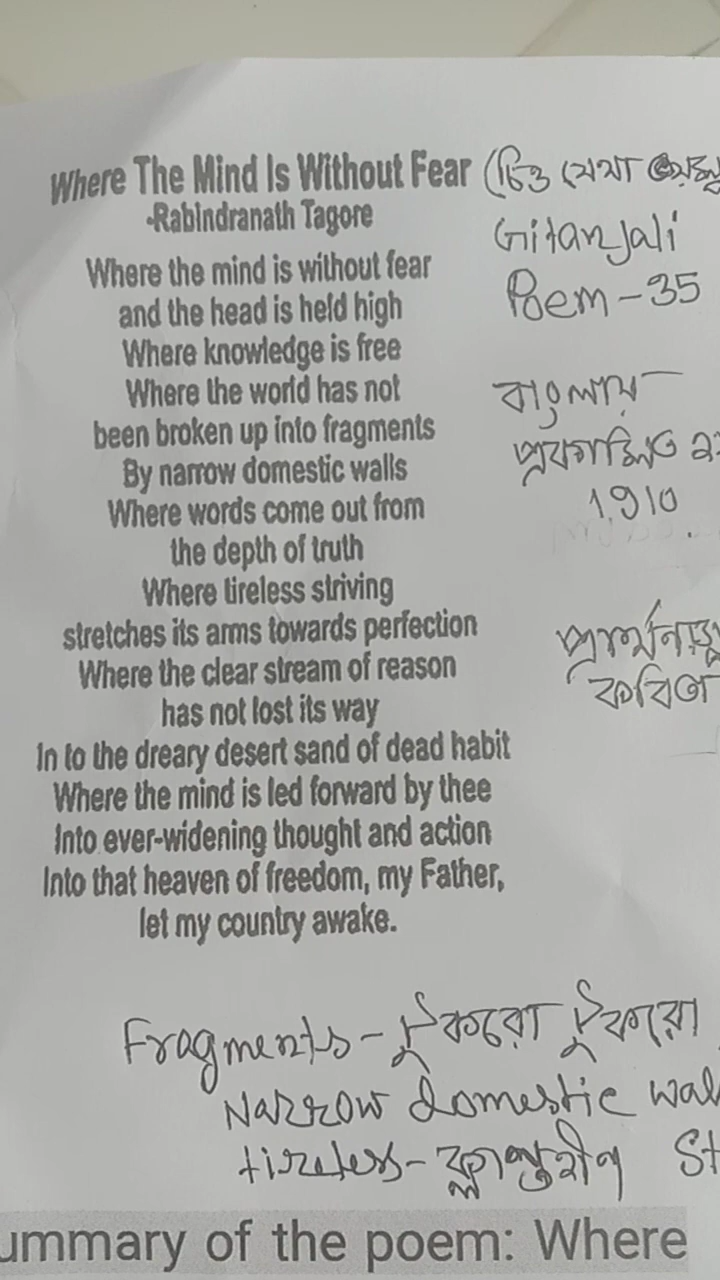 Where The Mind Is Without Fear (চিত্ত যেথা
-Rabindranath Tagore
Gitanjali
Where the mind is without fear
Poem - 35
and the head is held high
Where knowledge is free
Where the world has not
বাংলায়
been broken up into fragments
প্রকাশিত হ
By narrow domestic walls
1910
Where words come out from
the depth of truth
Where tireless striving
stretches its arms towards perfection
Where the clear stream of reason
কবিতা
has not lost its way
In to the dreary desert sand of dead habit
Where the mind is led forward by thee
Into ever-widening thought and action
Into that heaven of freedom, my Father,
let my country awake.
Fragments - টুকরো টুকরো
Narrow domestic wal
tireless - ক্লান্তহীন St
ummary of the poem: Where